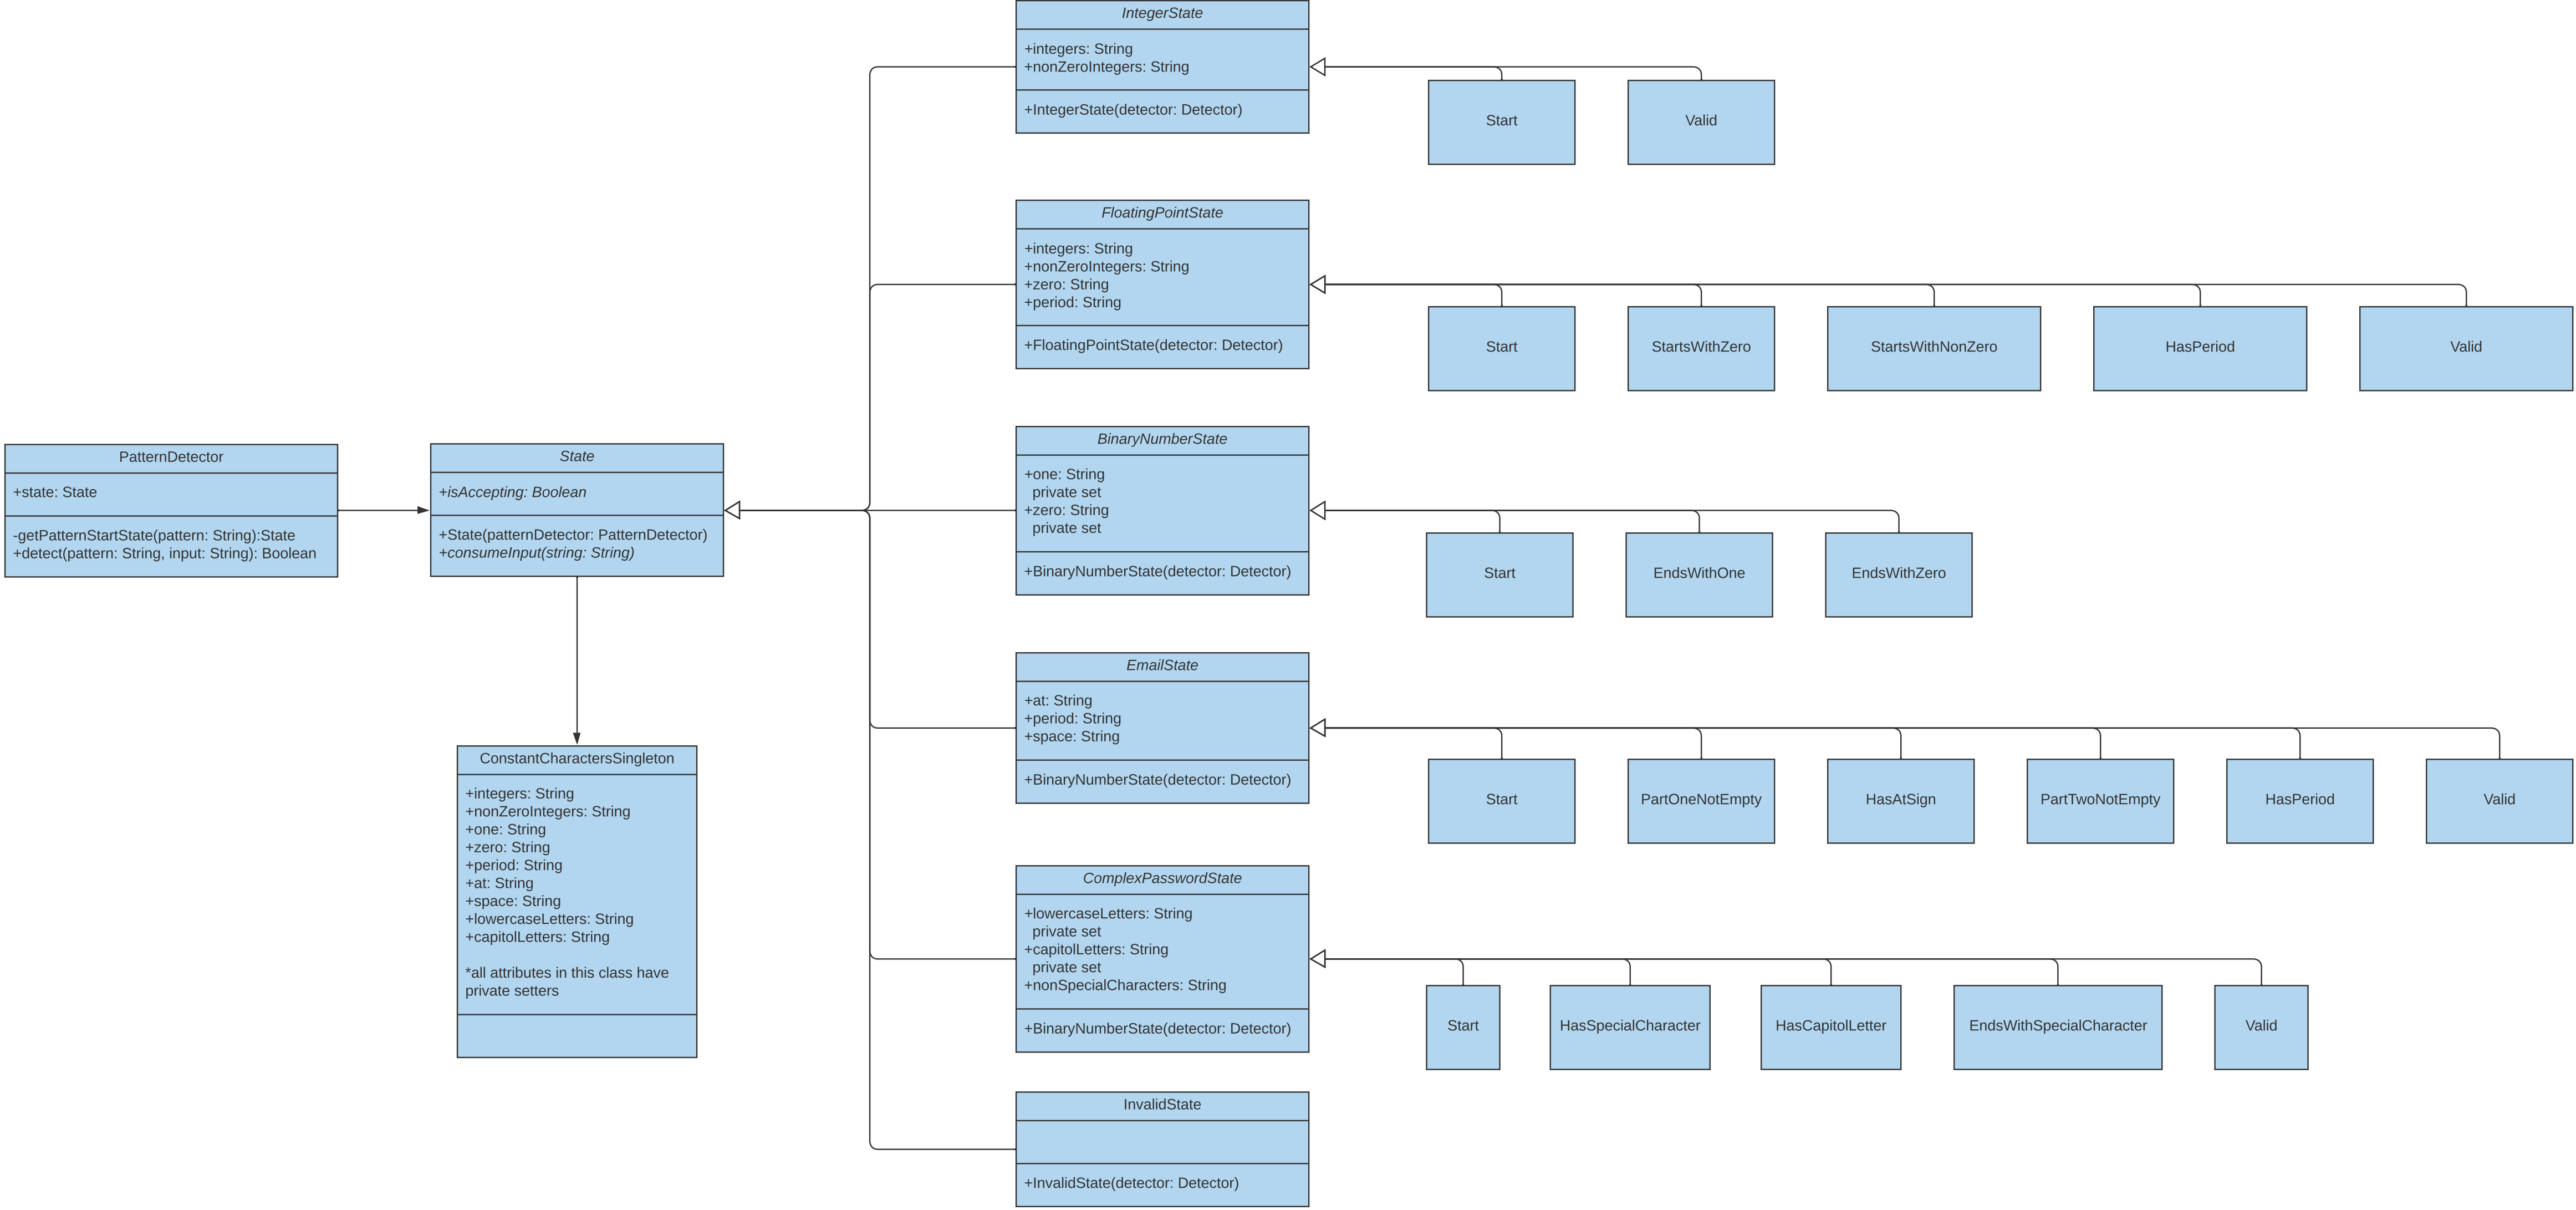 IntegerState
+integers: String
+nonZeroIntegers: String
+IntegerState(detector: Detector)
Start
Valid
FloatingPointState
+integers: String
+nonZeroIntegers: String
+zero: String
+period: String
+FloatingPointState(detector: Detector)
Start
StartsWithZero
StartsWithNonZero
HasPeriod
Valid
PatternDetector
+state: State
-getPatternStartState(pattern: String):State
+detect(pattern: String, input: String): Boolean
State
+isAccepting: Boolean
+State(patternDetector: PatternDetector)
+consumeInput(string: String)
BinaryNumberState
+one: String
private set
+zero: String
private set
+BinaryNumberState(detector: Detector)
Start
EndsWithOne
EndsWithZero
EmailState
+at: String
+period: String
+space: String
+BinaryNumberState(detector: Detector)
Start
PartOneNotEmpty
HasAtSign
PartTwoNotEmpty
HasPeriod
Valid
ConstantCharactersSingleton
+integers: String
+nonZeroIntegers: String
+one: String
+zero: String
+period: String
+at: String
+space: String
+lowercaseLetters: String
+capitolLetters: String
*all attributes in this class have
private setters
ComplexPasswordState
+lowercaseLetters: String
private set
+capitolLetters: String
private set
+nonSpecialCharacters: String
+BinaryNumberState(detector: Detector)
Start
HasSpecialCharacter
HasCapitolLetter
EndsWithSpecialCharacter
Valid
InvalidState
+InvalidState(detector: Detector)